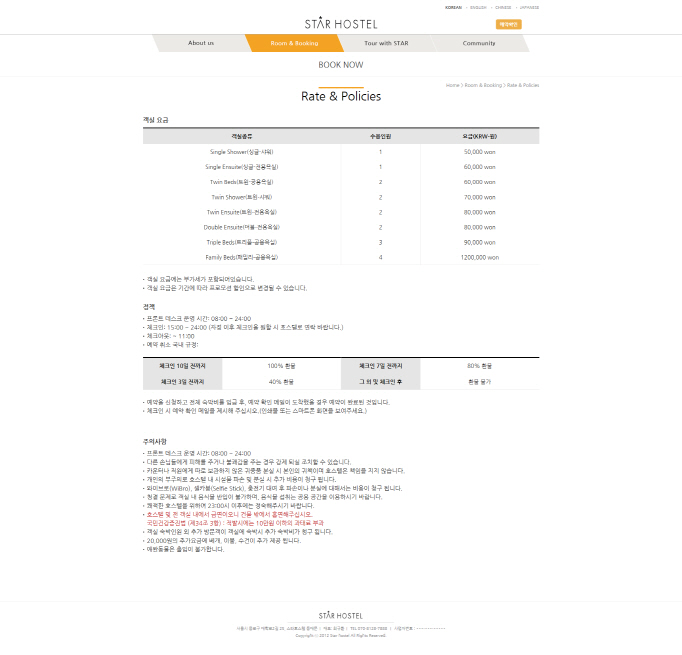 KOREAN ENGLISH CHINESE JAPANESE
STAR HOSTEL
예약확인
About us Room & Booking Tour with STAR Community
BOOK NOW
Home > Room & Booking > Rate & Policies
Rate & Policies
객실 요금
객실종류 수용인원 요금(KRW-원)
Single Shower(싱글-샤워) 1 50,000 won
Single Ensuite(싱글-전용욕실) 1 60,000 won
Twin Beds(트윈-공용욕실) 2 60,000 won
Twin Shower(트윈-샤워) 2 70,000 won
Twin Ensuite(트윈-전용욕실) 2 80,000 won
Double Ensuite(더블-전용욕실) 2 80,000 won
Triple Beds(트리플-공용욕실) 3 90,000 won
Family Beds(패밀리-공용욕실) 4 1200,000 won
• 객실 요금에는 부가세가 포함되어있습니다.
• 객실 요금은 기간에 따라 프로모션 할인으로 변경될 수 있습니다.
정책
• 프론트 데스크 운영 시간: 08:00 ~ 24:00
• 체크인: 15:00 ~ 24:00 (자정 이후 체크인을 원할 시 호스텔로 연락 바랍니다.)
• 체크아웃: ~ 11:00
• 예약 취소 국내 규정:
체크인 10일 전까지 100% 환불 체크인 7일 전까지 80% 환불
체크인 3일 전까지 40% 환불 그 외 및 체크인 후 환불 불가
• 예약을 신청하고 전체 숙박비를 입금 후, 예약 확인 메일이 도착했을 경우 예약이 완료된 것입니다.
• 체크인 시 예약 확인 메일을 제시해 주십시오.(인쇄물 또는 스마트폰 화면을 보여주세요.)
주의사항
• 프론트 데스크 운영 시간: 08:00 ~ 24:00
• 다른 손님들에게 피해를 주거나 불쾌감을 주는 경우 강제 퇴실 조치할 수 있습니다.
• 카운터나 직원에게 따로 보관하지 않은 귀중품 분실 시 본인의 귀책이며 호스텔은 책임을 지지 않습니다.
• 개인의 부주의로 호스텔 내 시설물 파손 및 분실 시 추가 비용이 청구 됩니다.
• 와이브로(WiBro), 셀카봉(Selfie Stick), 충전기 대여 후 파손이나 분실에 대해서는 비용이 청구 됩니다.
• 청결 문제로 객실 내 음식물 반입이 불가하며, 음식물 섭취는 공용 공간을 이용하시기 바랍니다.
• 쾌적한 호스텔을 위하여 23:00시 이후에는 정숙해주시기 바랍니다.
• 호스텔 및 전 객실 내에서 금연이오니 건물 밖에서 흡연해주십시오.
국민건강증진법 (제34조 3항) : 적발시에는 10만원 이하의 과태료 부과
• 객실 숙박인원 외 추가 방문객이 객실에 숙박시 추가 숙박비가 청구 됩니다.
• 20,000원의 추가요금에 베개, 이불, 수건이 추가 제공 됩니다.
• 애완동물은 출입이 불가합니다.
STAR HOSTEL